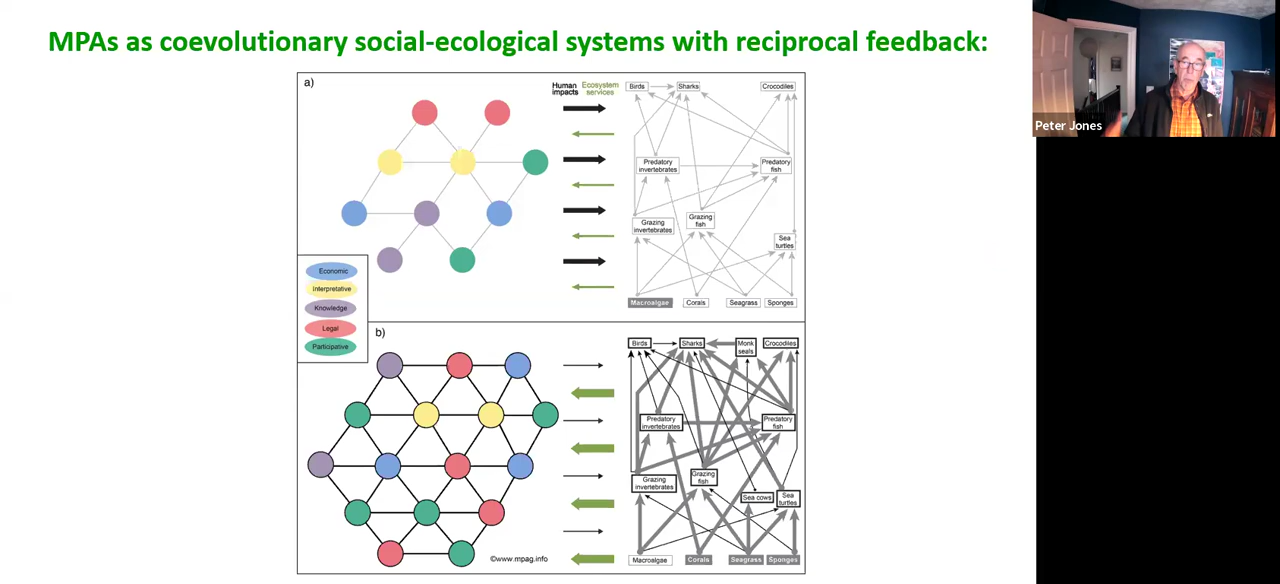 MPAs as coevolutionary social-ecological systems with reciprocal feedback:
Peter Jones
a)
Human
impacts
Ecosystem
services
Birds
Sharks
Crocodiles
Predatory
invertebrates
Predatory
fish
Grazing
invertebrates
Grazing
fish
Sea
turtles
Macroalgae
Corals
Seagrass
Sponges
Economic
Interpretative
Knowledge
Legal
Participative
b)
Birds
Sharks
Monk
seals
Crocodiles
Predatory
invertebrates
Predatory
fish
Grazing
invertebrates
Grazing
fish
Sea cows
Sea
turtles
Macroalgae
Corals
Seagrass
Sponges
©www.mpag.info